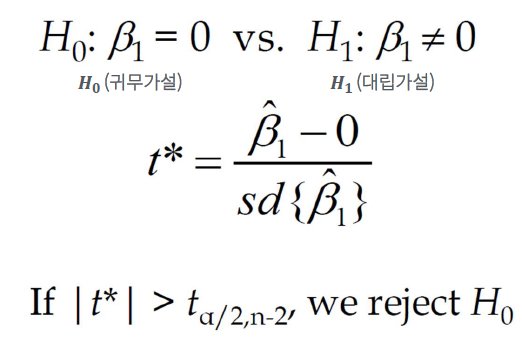 H₀: β₁ = 0 vs. H₁: β₁ ≠ 0
H₀ (귀무가설) H₁ (대립가설)
t* = (β̂₁ − 0) / sd{β̂₁}
If |t*| > t_α/2,n-2, we reject H₀